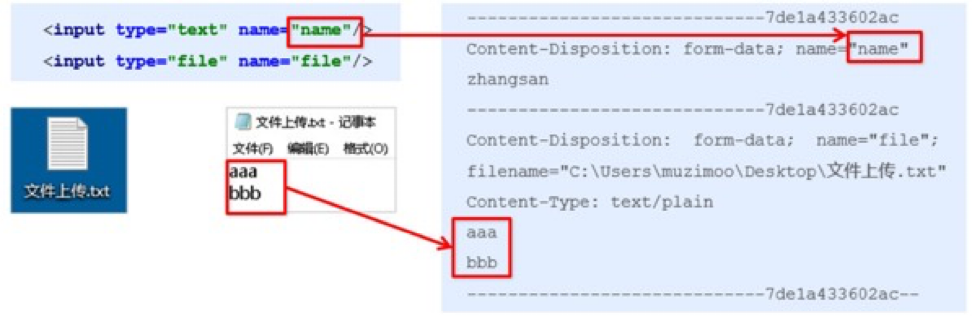 <input type="text" name="name"/>
<input type="file" name="file"/>
文件上传.txt
文件上传.txt - 记事本
文件(F) 编辑(E) 格式(O)
aaa
bbb
-----------------------------7de1a433602ac
Content-Disposition: form-data; name="name"
zhangsan
-----------------------------7de1a433602ac
Content-Disposition: form-data; name="file";
filename="C:\Users\muzimoo\Desktop\文件上传.txt"
Content-Type: text/plain
aaa
bbb
-----------------------------7de1a433602ac--